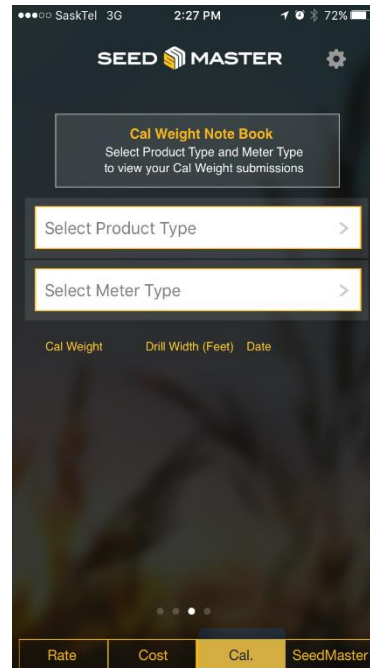 SaskTel 3G 2:27 PM 72%
SEED MASTER
Cal Weight Note Book
Select Product Type and Meter Type
to view your Cal Weight submissions
Select Product Type
Select Meter Type
Cal Weight Drill Width (Feet) Date
Rate Cost Cal. SeedMaster